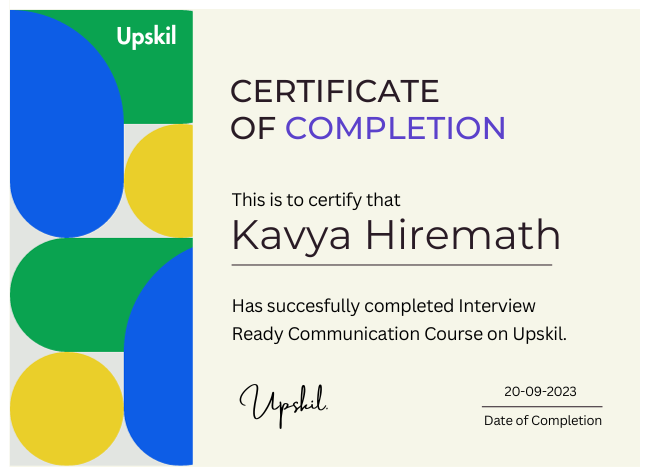 Upskil
CERTIFICATE
OF COMPLETION
This is to certify that
Kavya Hiremath
Has succesfully completed Interview
Ready Communication Course on Upskil.
Upskil.
20-09-2023
Date of Completion